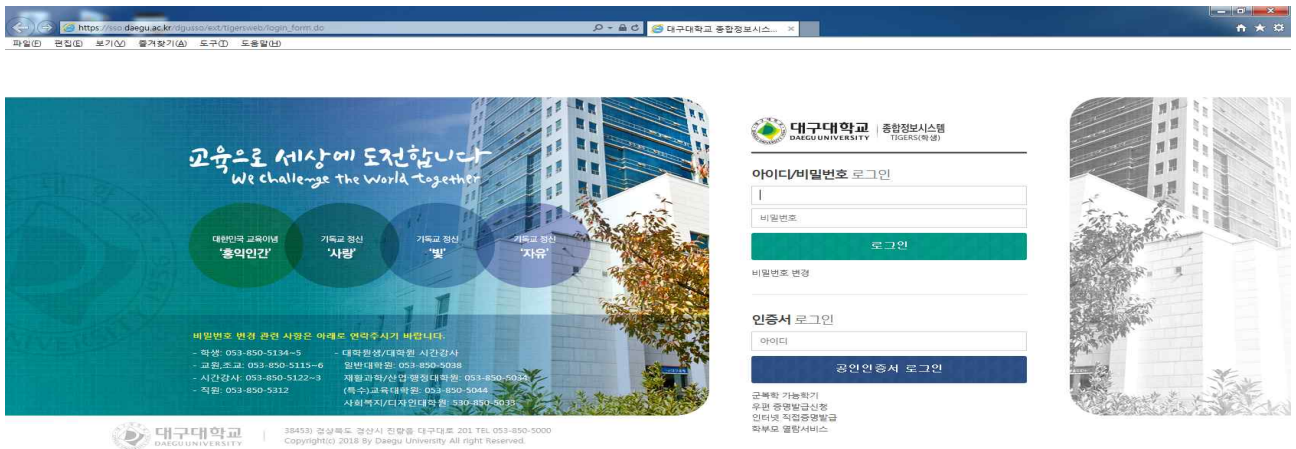 https://sso.daegu.ac.kr/dgusso/ext/tigersweb/login_form.do
대구대학교 종합정보시스...
파일(F) 편집(E) 보기(V) 즐겨찾기(A) 도구(T) 도움말(H)
교육으로 세상에 도전합니다
We challenge the World together
대한민국 교육이념
'홍익인간'
기독교 정신
'사랑'
기독교 정신
'빛'
기독교 정신
'자유'
비밀번호 변경 관련 사항은 아래로 연락주시기 바랍니다.
- 학생: 053-850-5134~5
- 교원,조교: 053-850-5115~6
- 시간강사: 053-850-5122~3
- 직원: 053-850-5312
- 대학원생/대학원 시간강사
일반대학원: 053-850-5038
재활과학/산업·행정대학원: 053-850-5034
(특수)교육대학원: 053-850-5044
사회복지/디자인대학원: 530-850-5033
대구대학교
DAEGU UNIVERSITY
종합정보시스템
TIGERS(학생)
아이디/비밀번호 로그인
비밀번호
로그인
비밀번호 변경
인증서 로그인
아이디
공인인증서 로그인
군복학 가능학기
우편 증명발급신청
인터넷 직접증명발급
학부모 열람서비스
대구대학교
DAEGU UNIVERSITY
38453) 경상북도 경산시 진량읍 대구대로 201 TEL 053-850-5000
Copyright(c) 2018 By Daegu University All right Reserved.